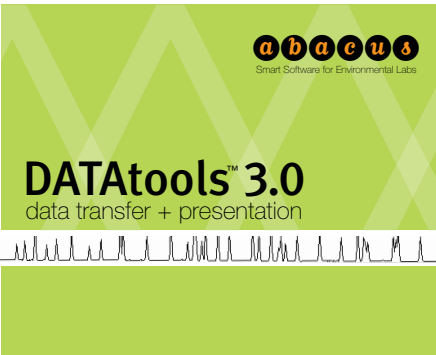 abacus
Smart Software for Environmental Labs
DATAtools™ 3.0
data transfer + presentation